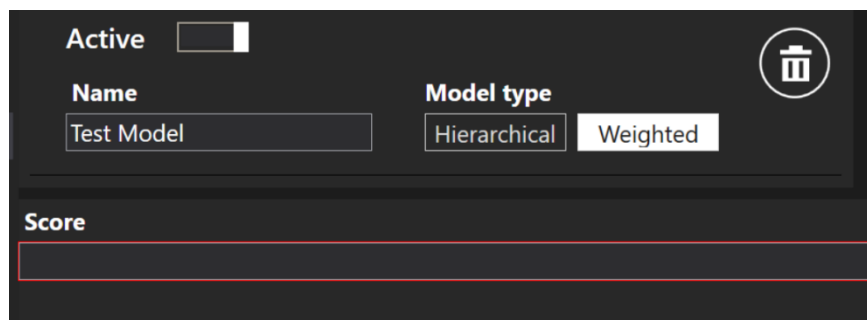 Active
Name
Model type
Test Model
Hierarchical
Weighted
Score